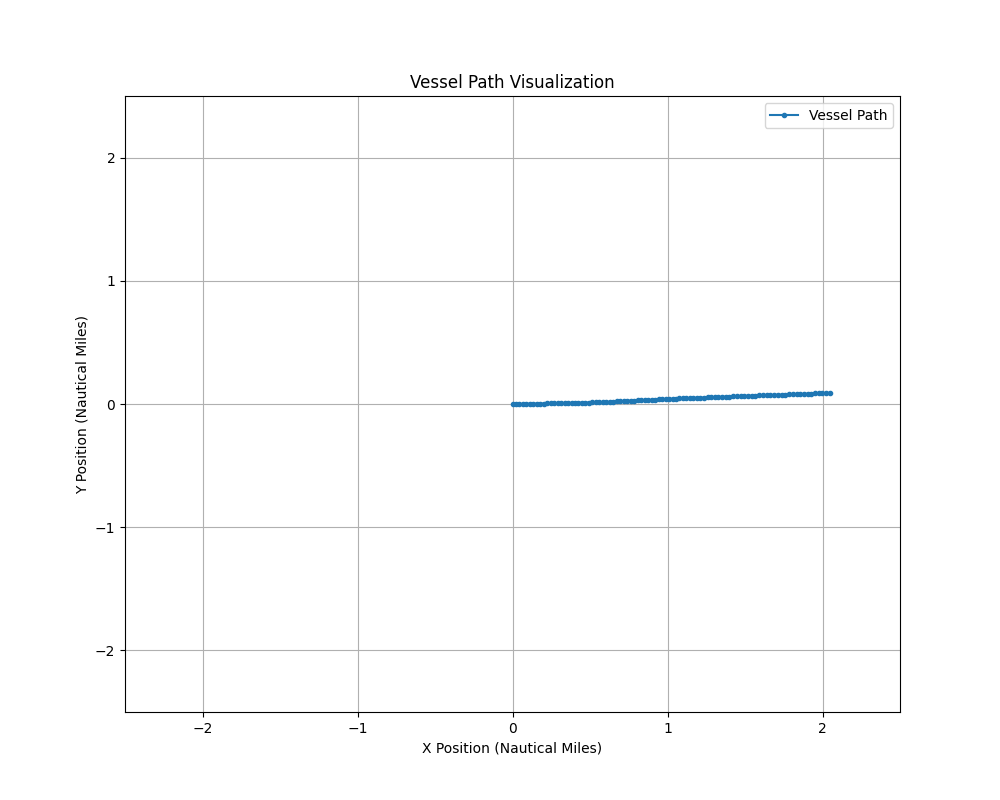 Vessel Path Visualization
Vessel Path
Y Position (Nautical Miles)
2
1
0
−1
−2
−2
−1
0
1
2
X Position (Nautical Miles)